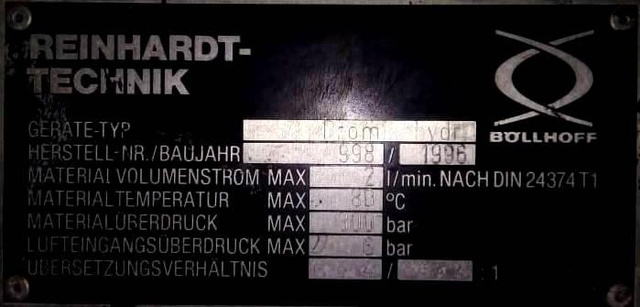 REINHARDT-
TECHNIK
BÖLLHOFF
GERÄTE-TYP
HERSTELL-NR./BAUJAHR 998 / 1996
MATERIAL VOLUMENSTROM MAX 2 l/min. NACH DIN 24374 T1
MATERIALTEMPERATUR MAX 80 °C
MATERIALÜBERDRUCK MAX bar
LUFTEINGANGSÜBERDRUCK MAX 6 bar
ÜBERSETZUNGSVERHÄLTNIS / : 1